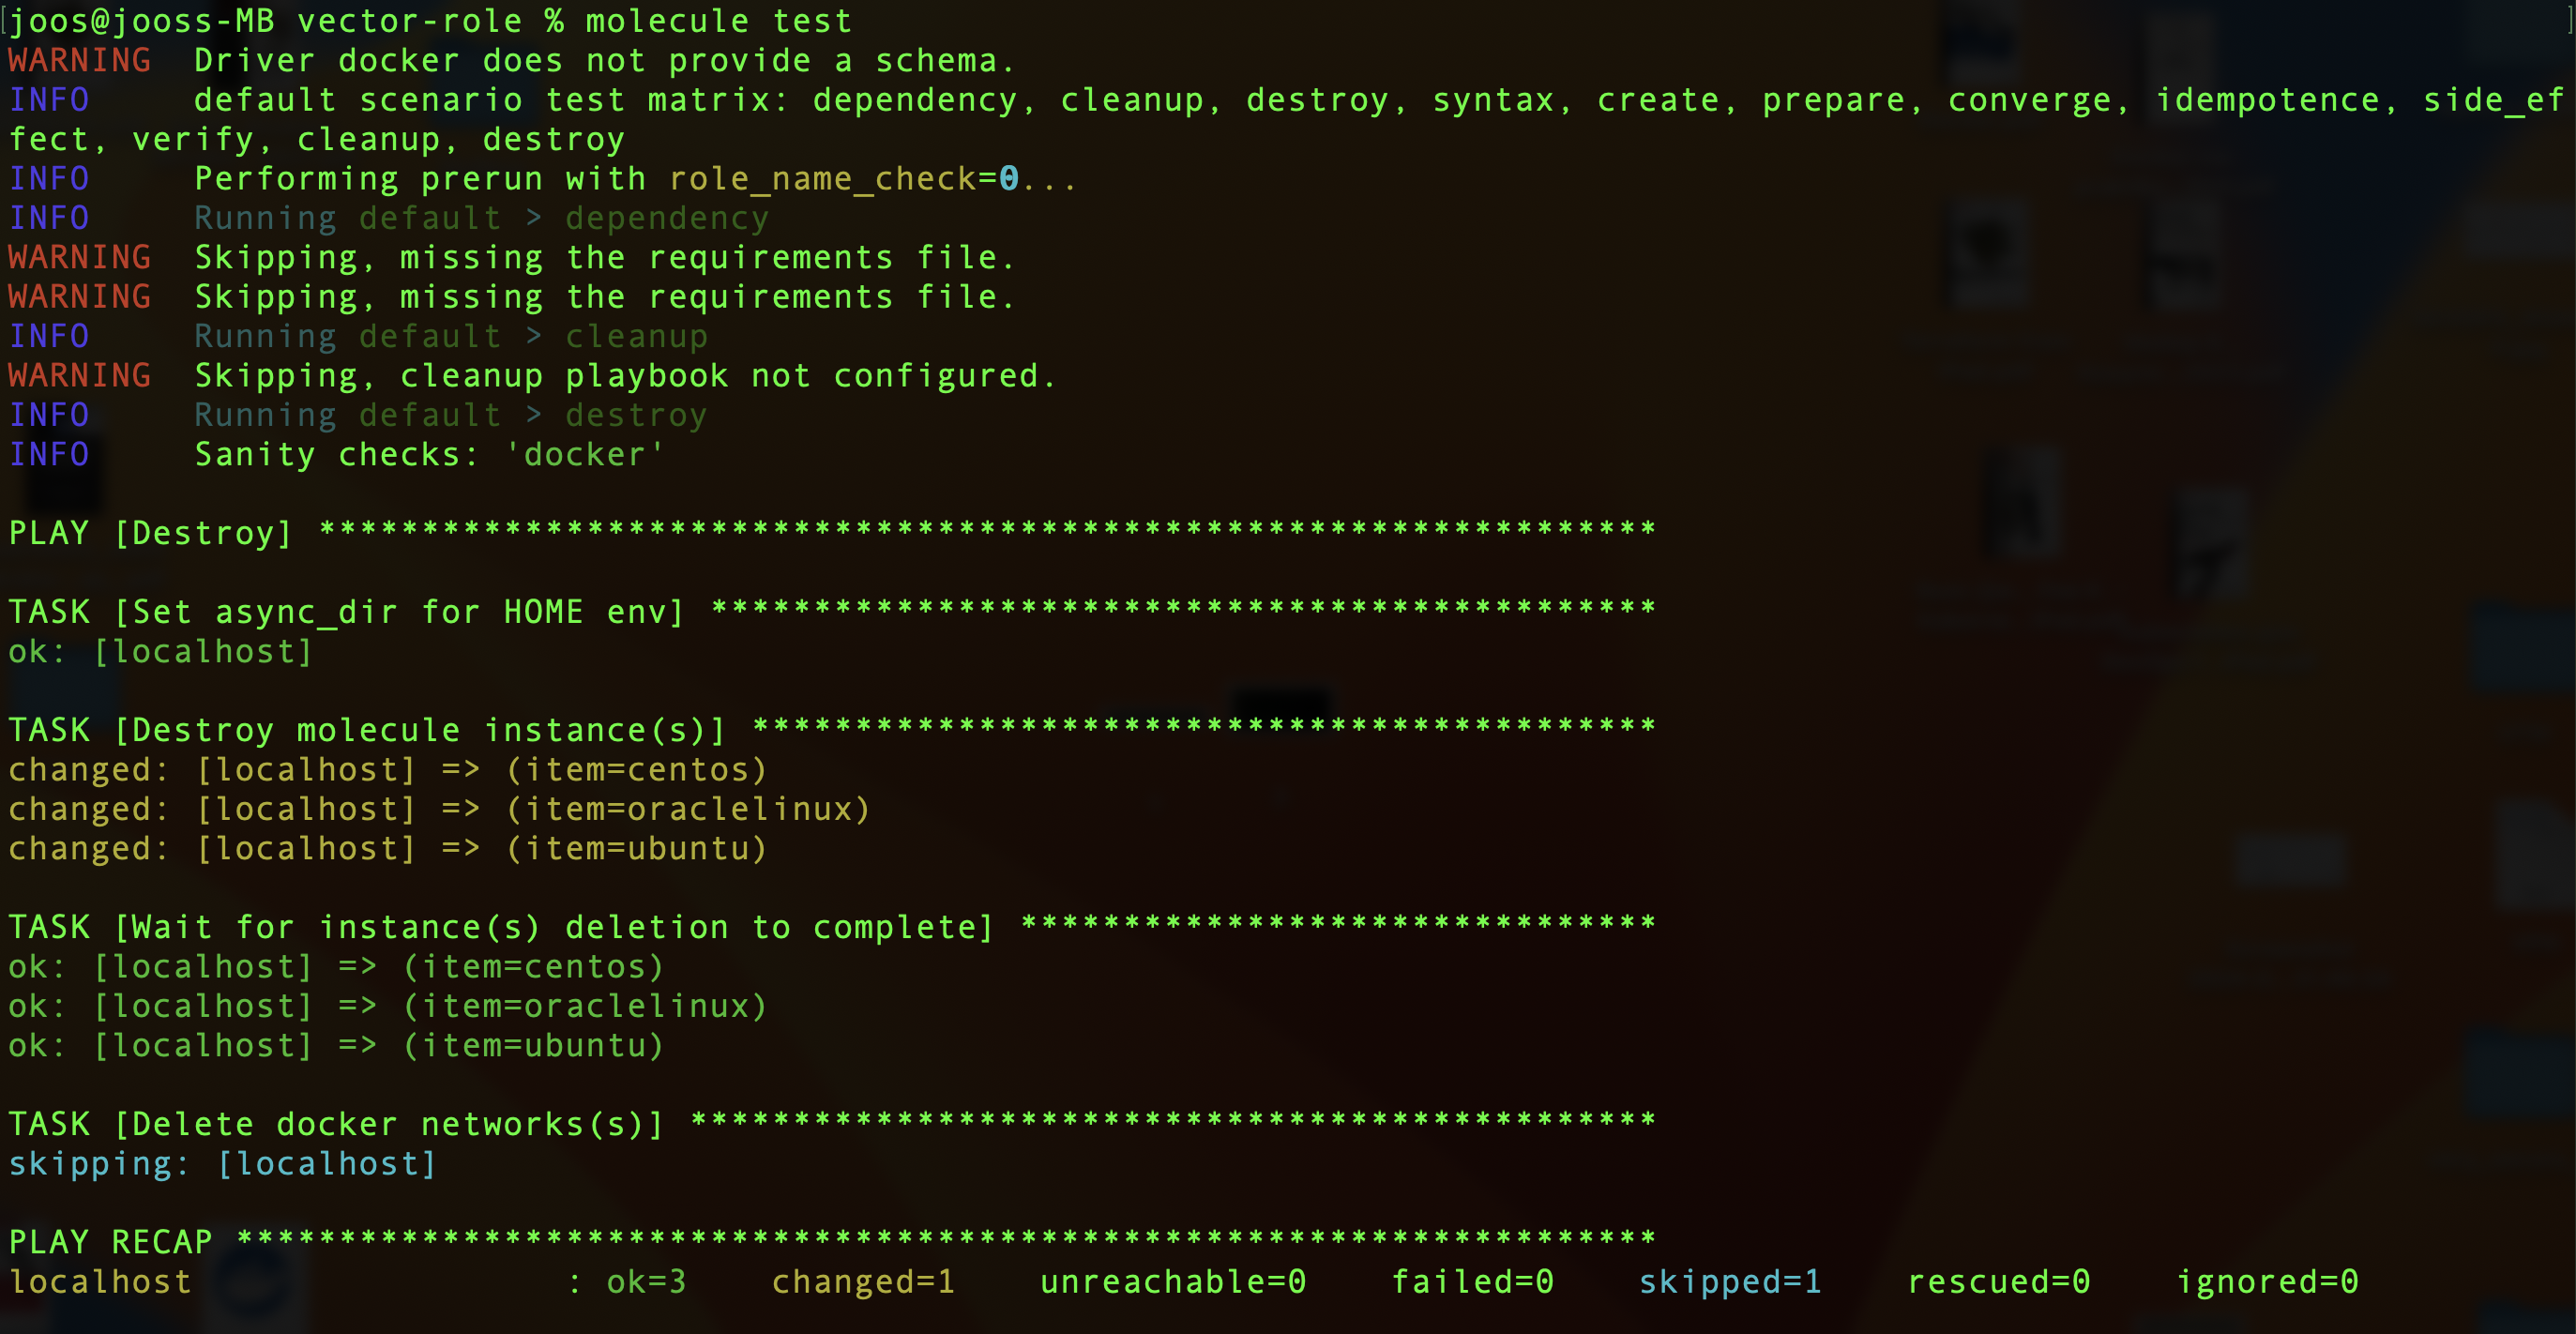 [joos@jooss-MB vector-role % molecule test ]
WARNING  Driver docker does not provide a schema.
INFO     default scenario test matrix: dependency, cleanup, destroy, syntax, create, prepare, converge, idempotence, side_ef
fect, verify, cleanup, destroy
INFO     Performing prerun with role_name_check=0...
INFO     Running default > dependency
WARNING  Skipping, missing the requirements file.
WARNING  Skipping, missing the requirements file.
INFO     Running default > cleanup
WARNING  Skipping, cleanup playbook not configured.
INFO     Running default > destroy
INFO     Sanity checks: 'docker'
PLAY [Destroy] *****************************************************************
TASK [Set async_dir for HOME env] **********************************************
ok: [localhost]
TASK [Destroy molecule instance(s)] ********************************************
changed: [localhost] => (item=centos)
changed: [localhost] => (item=oraclelinux)
changed: [localhost] => (item=ubuntu)
TASK [Wait for instance(s) deletion to complete] *******************************
ok: [localhost] => (item=centos)
ok: [localhost] => (item=oraclelinux)
ok: [localhost] => (item=ubuntu)
TASK [Delete docker networks(s)] ***********************************************
skipping: [localhost]
PLAY RECAP *********************************************************************
localhost                  : ok=3    changed=1    unreachable=0    failed=0    skipped=1    rescued=0    ignored=0